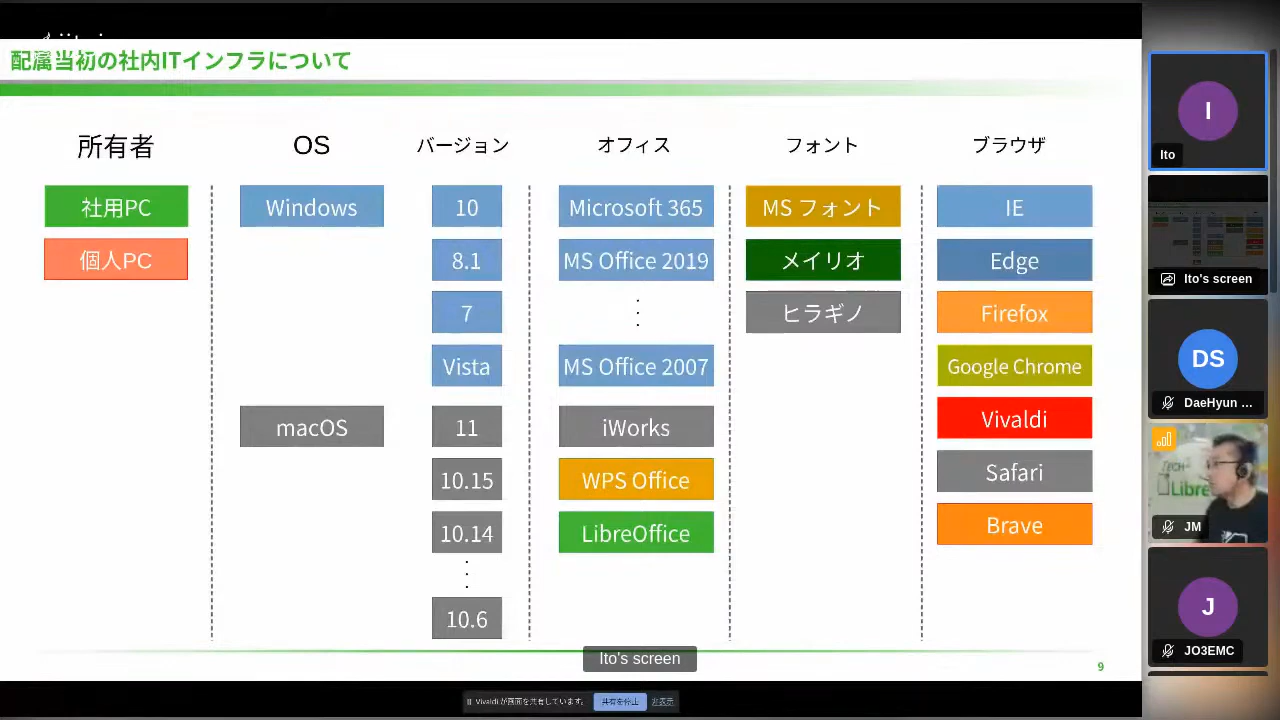 配属当初の社内ITインフラについて
所有者
OS
バージョン
オフィス
フォント
ブラウザ
社用PC
Windows
10
Microsoft 365
MS フォント
IE
個人PC
8.1
MS Office 2019
メイリオ
Edge
7
ヒラギノ
Firefox
Vista
MS Office 2007
Google Chrome
macOS
11
iWorks
Vivaldi
10.15
WPS Office
Safari
10.14
LibreOffice
Brave
10.6
9
Ito's screen
Vivaldi が画面を共有しています。
共有を停止
非表示
I
Ito
Ito's screen
DS
DaeHyun ...
TECH
Libre
JM
J
JO3EMC